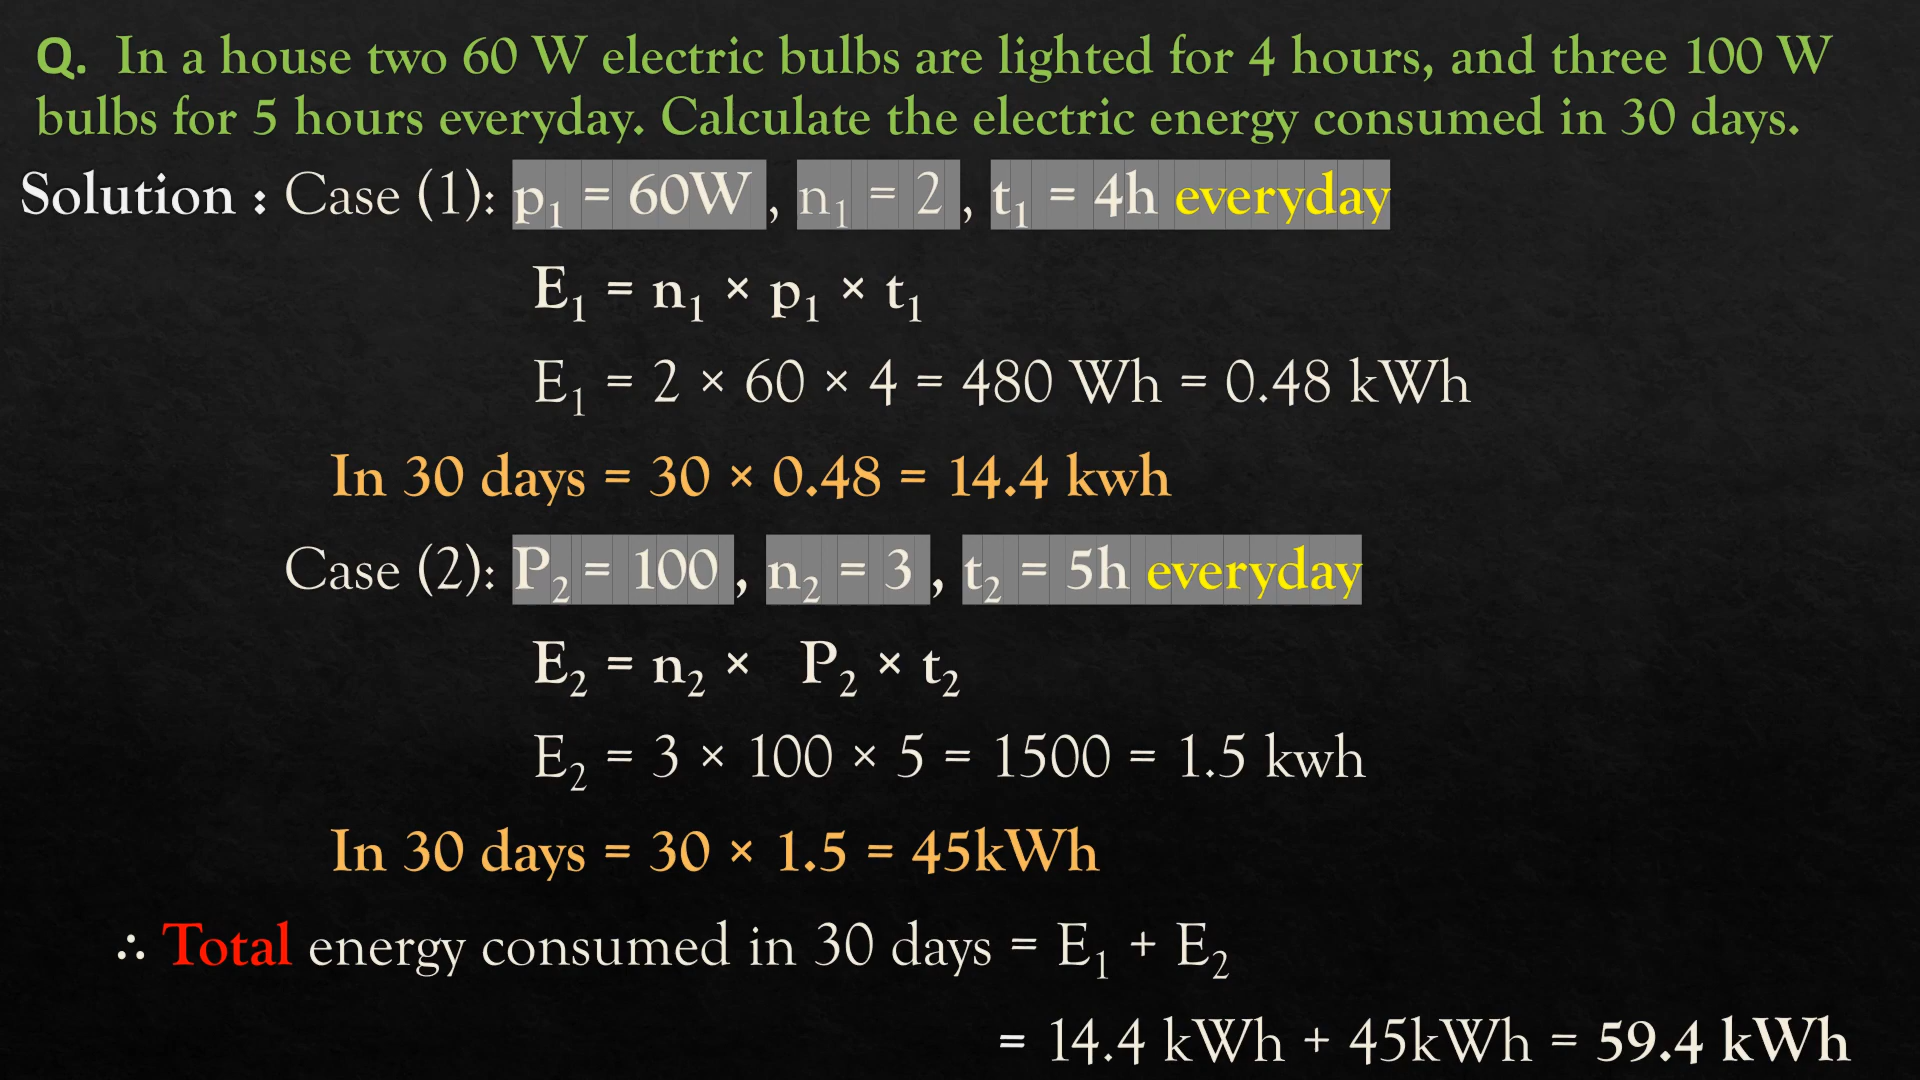 Q. In a house two 60 W electric bulbs are lighted for 4 hours, and three 100 W
bulbs for 5 hours everyday. Calculate the electric energy consumed in 30 days.
Solution : Case (1): p₁ = 60W , n₁ = 2 , t₁ = 4h everyday
E₁ = n₁ × p₁ × t₁
E₁ = 2 × 60 × 4 = 480 Wh = 0.48 kWh
In 30 days = 30 × 0.48 = 14.4 kwh
Case (2): P₂ = 100 , n₂ = 3 , t₂ = 5h everyday
E₂ = n₂ × P₂ × t₂
E₂ = 3 × 100 × 5 = 1500 = 1.5 kwh
In 30 days = 30 × 1.5 = 45kWh
∴ Total energy consumed in 30 days = E₁ + E₂
= 14.4 kWh + 45kWh = 59.4 kWh